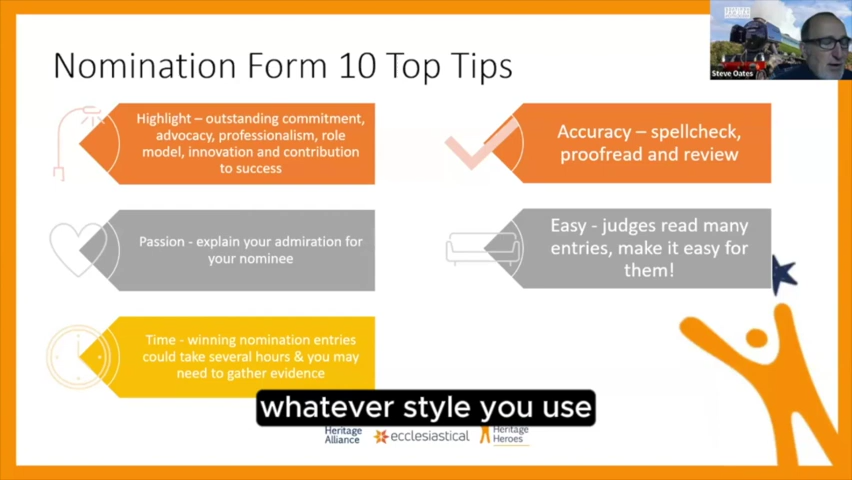 Nomination Form 10 Top Tips
Steve Oates
Highlight – outstanding commitment,
advocacy, professionalism, role
model, innovation and contribution
to success
Accuracy – spellcheck,
proofread and review
Passion - explain your admiration for
your nominee
Easy - judges read many
entries, make it easy for
them!
Time - winning nomination entries
could take several hours & you may
need to gather evidence
whatever style you use
Heritage
Alliance
ecclesiastical
Heritage
Heroes